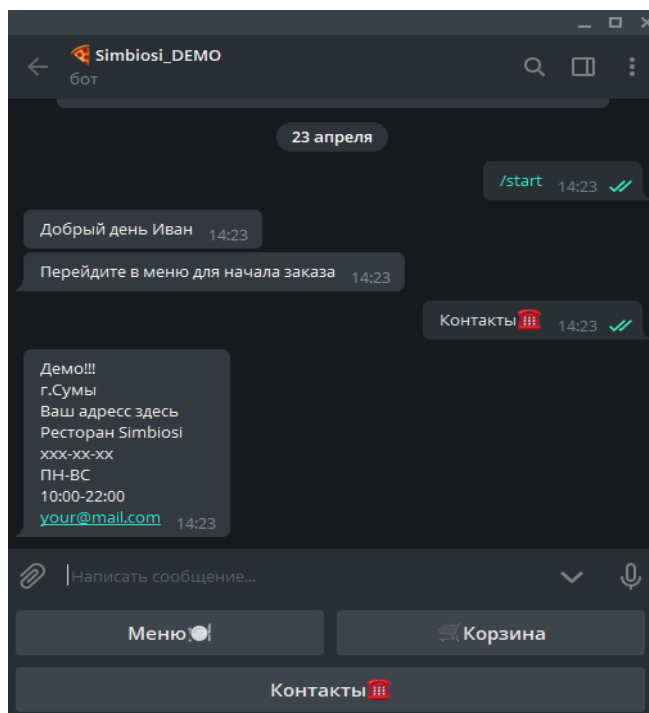 🍕 Simbiosi_DEMO
бот
23 апреля
/start 14:23
Добрый день Иван 14:23
Перейдите в меню для начала заказа 14:23
Контакты☎️ 14:23
Демо!!!
г.Сумы
Ваш адресс здесь
Ресторан Simbiosi
xxx-xx-xx
ПН-ВС
10:00-22:00
your@mail.com 14:23
Написать сообщение...
Меню🍽️ 🛒Корзина
Контакты☎️